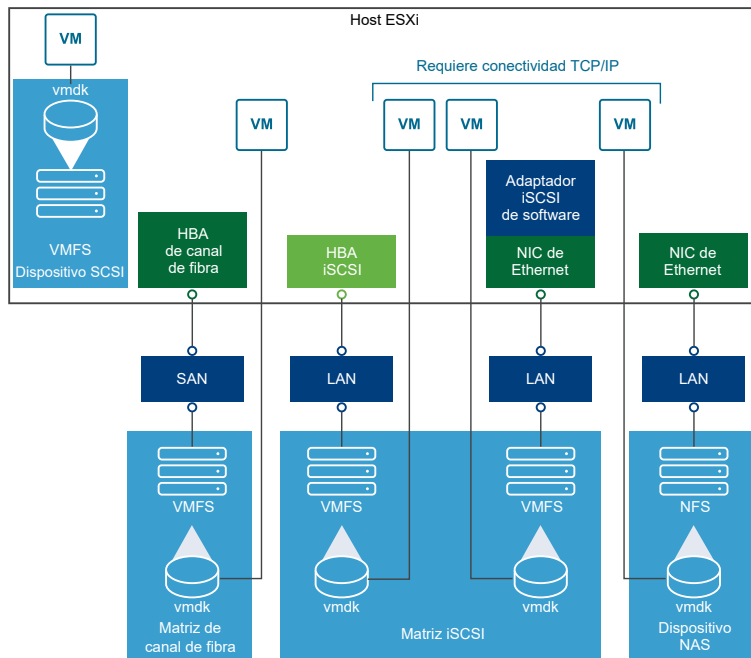 Host ESXi
VM
Requiere conectividad TCP/IP
vmdk
VM
VM
VM
VM
VMFS
Dispositivo SCSI
HBA
de canal
de fibra
HBA
iSCSI
Adaptador
iSCSI
de software
NIC de
Ethernet
NIC de
Ethernet
SAN
LAN
LAN
LAN
VMFS
VMFS
VMFS
NFS
vmdk
vmdk
vmdk
vmdk
Matriz de
canal de fibra
Matriz iSCSI
Dispositivo
NAS